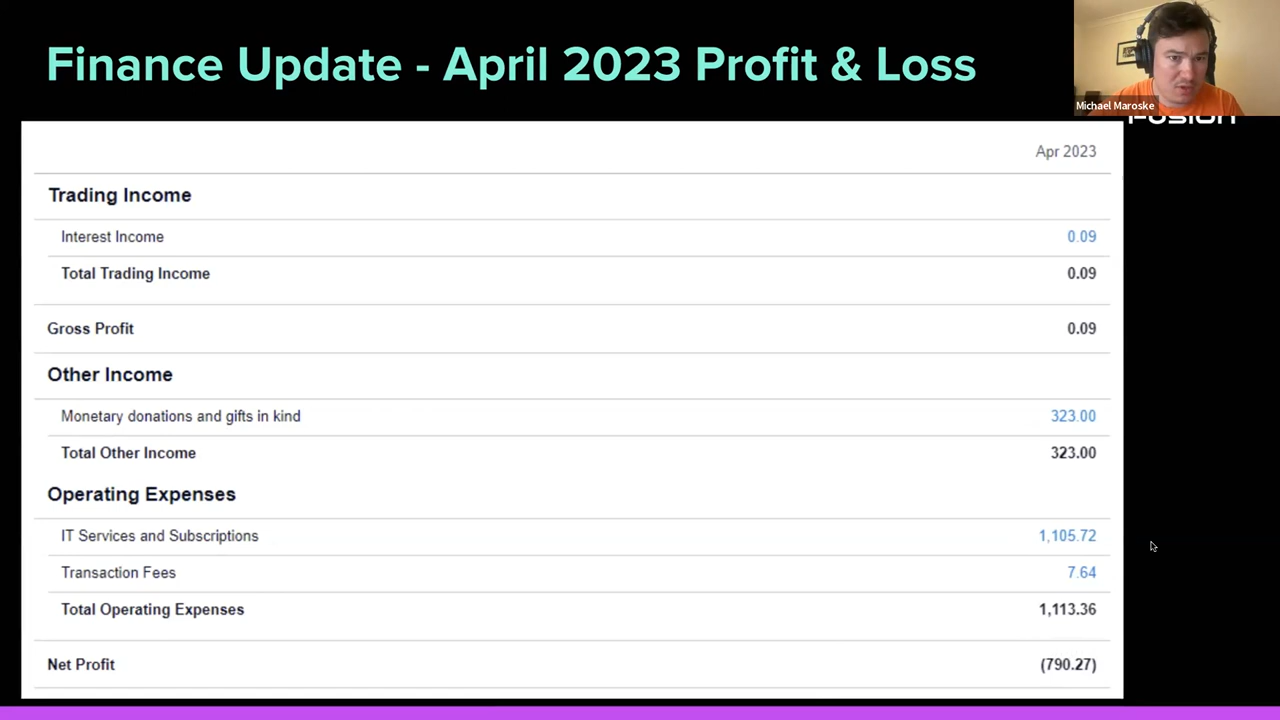 Finance Update - April 2023 Profit & Loss
Michael Maroske
Fusion
Apr 2023
Trading Income
Interest Income 0.09
Total Trading Income 0.09
Gross Profit 0.09
Other Income
Monetary donations and gifts in kind 323.00
Total Other Income 323.00
Operating Expenses
IT Services and Subscriptions 1,105.72
Transaction Fees 7.64
Total Operating Expenses 1,113.36
Net Profit (790.27)